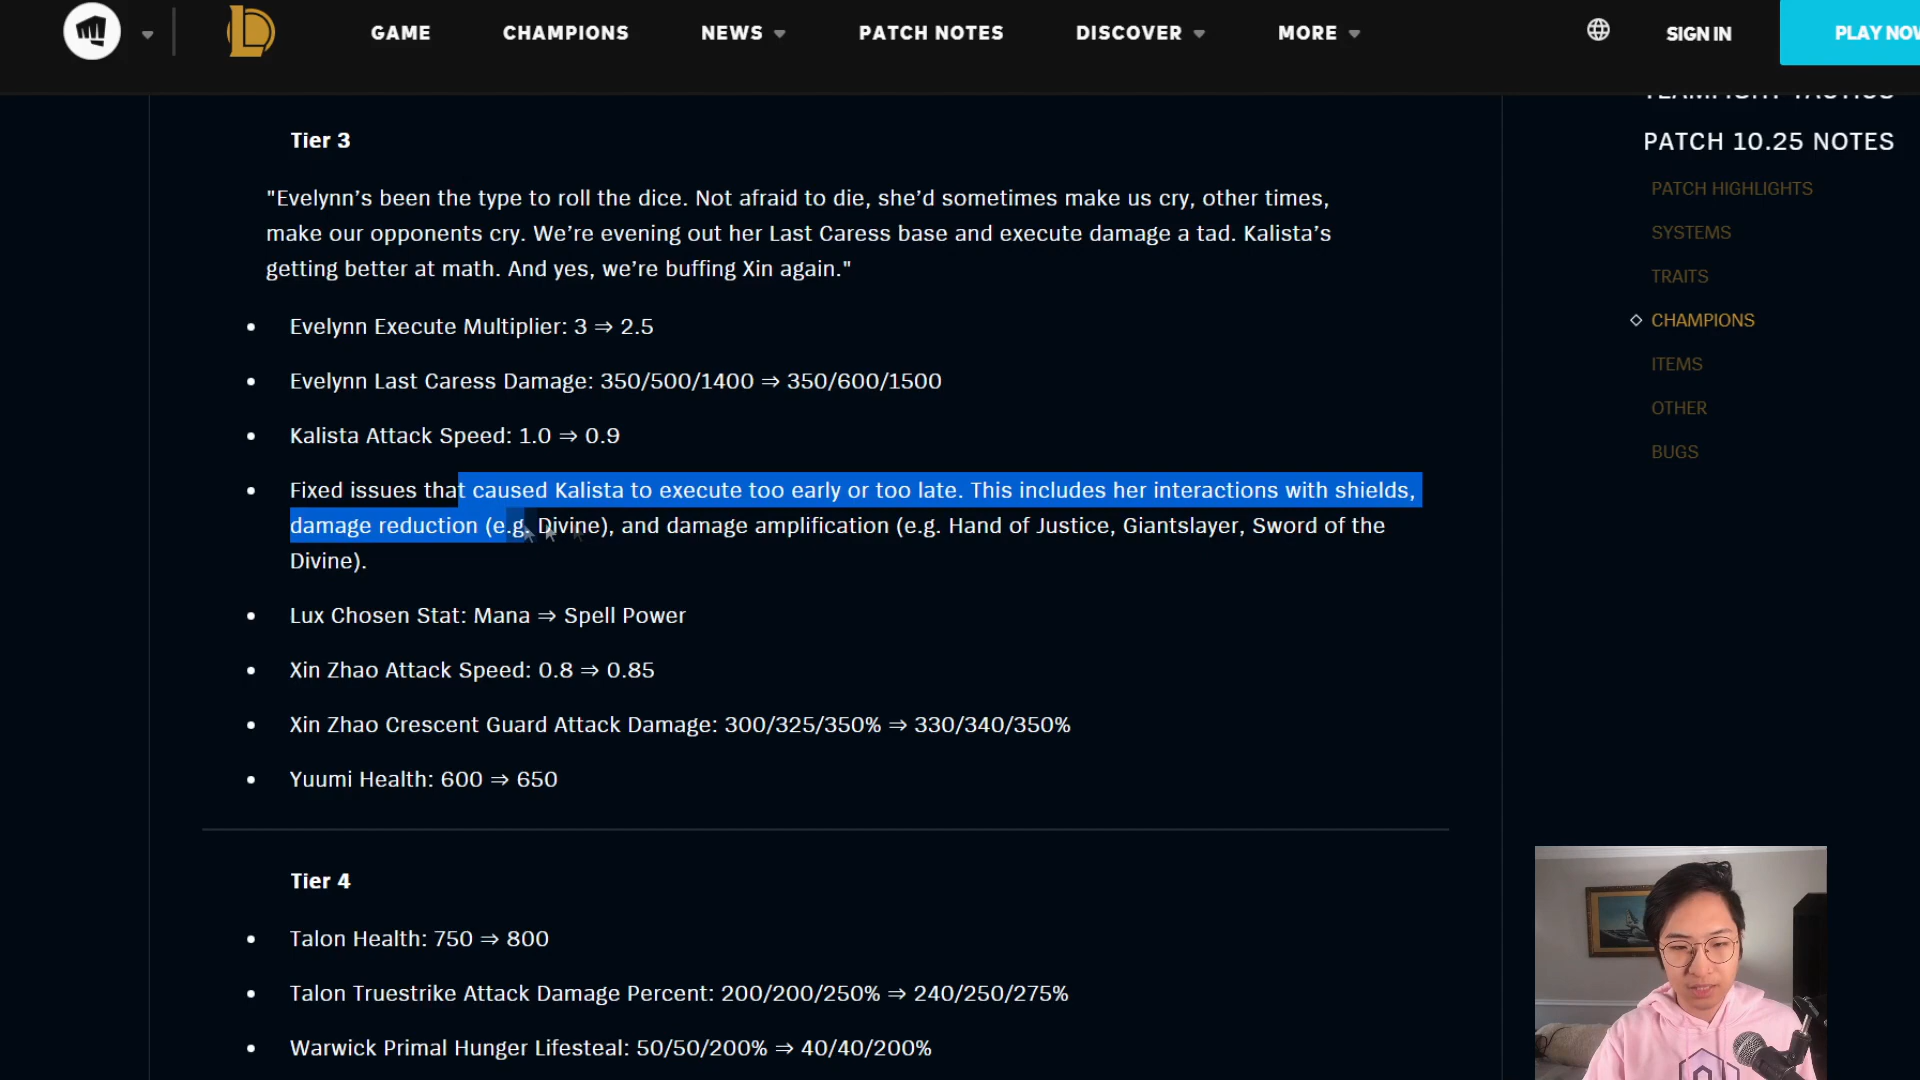 GAME CHAMPIONS NEWS PATCH NOTES DISCOVER MORE SIGN IN PLAY NOW
TEAMFIGHT TACTICS
PATCH 10.25 NOTES
PATCH HIGHLIGHTS
SYSTEMS
TRAITS
CHAMPIONS
ITEMS
OTHER
BUGS
Tier 3
"Evelynn’s been the type to roll the dice. Not afraid to die, she’d sometimes make us cry, other times,
make our opponents cry. We’re evening out her Last Caress base and execute damage a tad. Kalista’s
getting better at math. And yes, we’re buffing Xin again."
• Evelynn Execute Multiplier: 3 ⇒ 2.5
• Evelynn Last Caress Damage: 350/500/1400 ⇒ 350/600/1500
• Kalista Attack Speed: 1.0 ⇒ 0.9
• Fixed issues that caused Kalista to execute too early or too late. This includes her interactions with shields,
damage reduction (e.g. Divine), and damage amplification (e.g. Hand of Justice, Giantslayer, Sword of the
Divine).
• Lux Chosen Stat: Mana ⇒ Spell Power
• Xin Zhao Attack Speed: 0.8 ⇒ 0.85
• Xin Zhao Crescent Guard Attack Damage: 300/325/350% ⇒ 330/340/350%
• Yuumi Health: 600 ⇒ 650
Tier 4
• Talon Health: 750 ⇒ 800
• Talon Truestrike Attack Damage Percent: 200/200/250% ⇒ 240/250/275%
• Warwick Primal Hunger Lifesteal: 50/50/200% ⇒ 40/40/200%